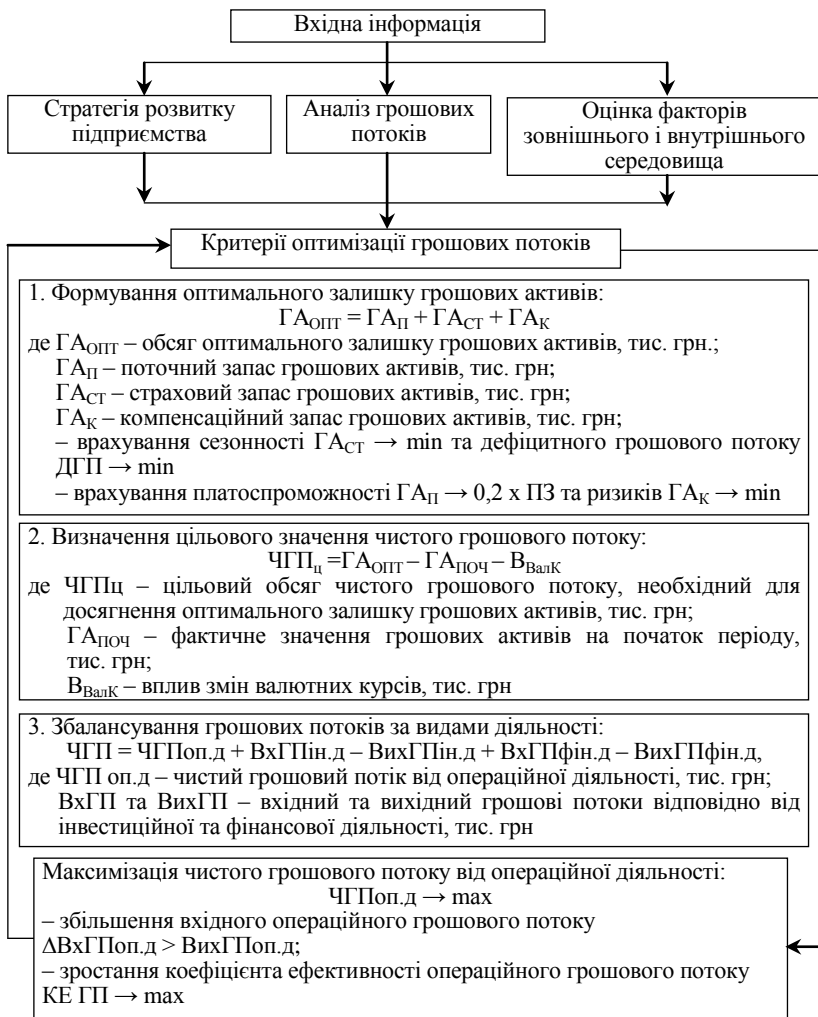 Вхідна інформація
Стратегія розвитку
підприємства
Аналіз грошових
потоків
Оцінка факторів
зовнішнього і внутрішнього
середовища
Критерії оптимізації грошових потоків
1. Формування оптимального залишку грошових активів:
ГА_ОПТ = ГА_П + ГА_СТ + ГА_К
де ГА_ОПТ – обсяг оптимального залишку грошових активів, тис. грн.;
ГА_П – поточний запас грошових активів, тис. грн;
ГА_СТ – страховий запас грошових активів, тис. грн;
ГА_К – компенсаційний запас грошових активів, тис. грн;
– врахування сезонності ГА_СТ → min та дефіцитного грошового потоку
ДГП → min
– врахування платоспроможності ГА_П → 0,2 х ПЗ та ризиків ГА_К → min
2. Визначення цільового значення чистого грошового потоку:
ЧГП_ц =ГА_ОПТ – ГА_ПОЧ – В_ВалК
де ЧГПц – цільовий обсяг чистого грошового потоку, необхідний для
досягнення оптимального залишку грошових активів, тис. грн;
ГА_ПОЧ – фактичне значення грошових активів на початок періоду,
тис. грн;
В_ВалК – вплив змін валютних курсів, тис. грн
3. Збалансування грошових потоків за видами діяльності:
ЧГП = ЧГПоп.д + ВхГПін.д – ВихГПін.д + ВхГПфін.д – ВихГПфін.д,
де ЧГП оп.д – чистий грошовий потік від операційної діяльності, тис. грн;
ВхГП та ВихГП – вхідний та вихідний грошові потоки відповідно від
інвестиційної та фінансової діяльності, тис. грн
Максимізація чистого грошового потоку від операційної діяльності:
ЧГПоп.д → max
– збільшення вхідного операційного грошового потоку
ΔВхГПоп.д > ВихГПоп.д;
– зростання коефіцієнта ефективності операційного грошового потоку
КЕ ГП → max